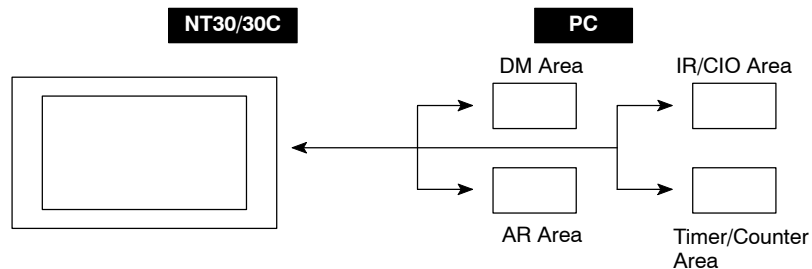 NT30/30C
PC
DM Area
IR/CIO Area
AR Area
Timer/Counter
Area